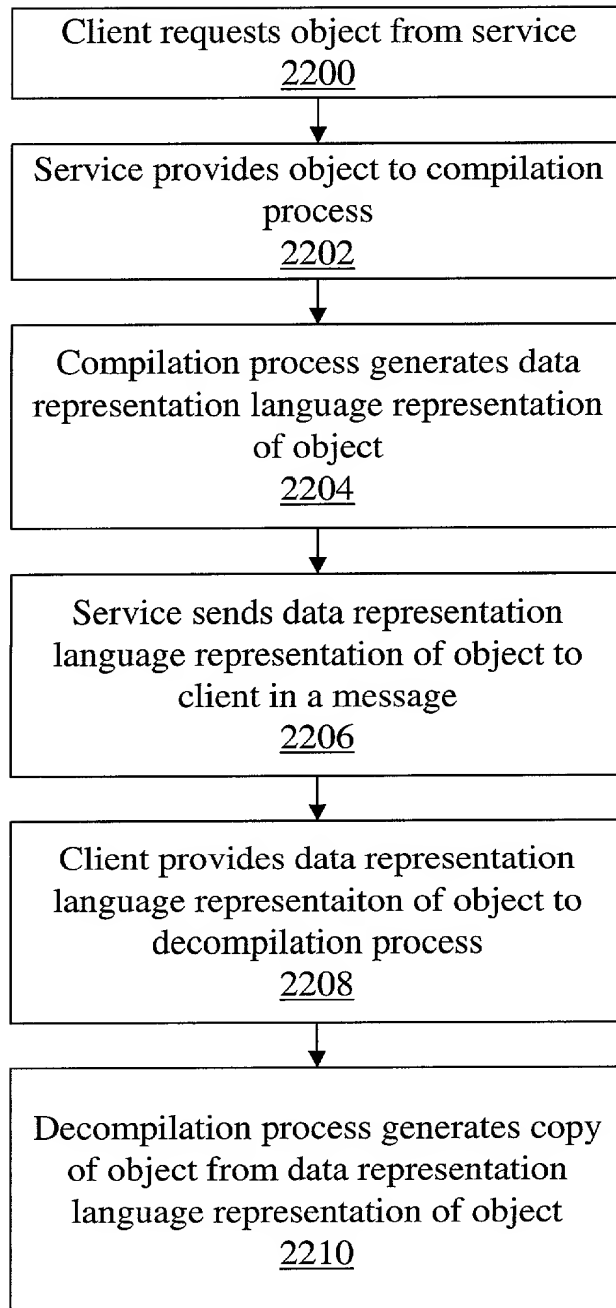 Client requests object from service
2200
Service provides object to compilation
process
2202
Compilation process generates data
representation language representation
of object
2204
Service sends data representation
language representation of object to
client in a message
2206
Client provides data representation
language representaiton of object to
decompilation process
2208
Decompilation process generates copy
of object from data representation
language representation of object
2210